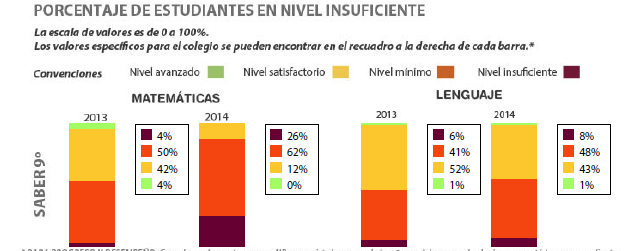 PORCENTAJE DE ESTUDIANTES EN NIVEL INSUFICIENTE
La escala de valores es de 0 a 100%.
Los valores específicos para el colegio se pueden encontrar en el recuadro a la derecha de cada barra.*
Convenciones Nivel avanzado Nivel satisfactorio Nivel mínimo Nivel insuficiente
MATEMÁTICAS LENGUAJE
2013 2014 2013 2014
SABER 9º
4% 26% 6% 8%
50% 62% 41% 48%
42% 12% 52% 43%
4% 0% 1% 1%